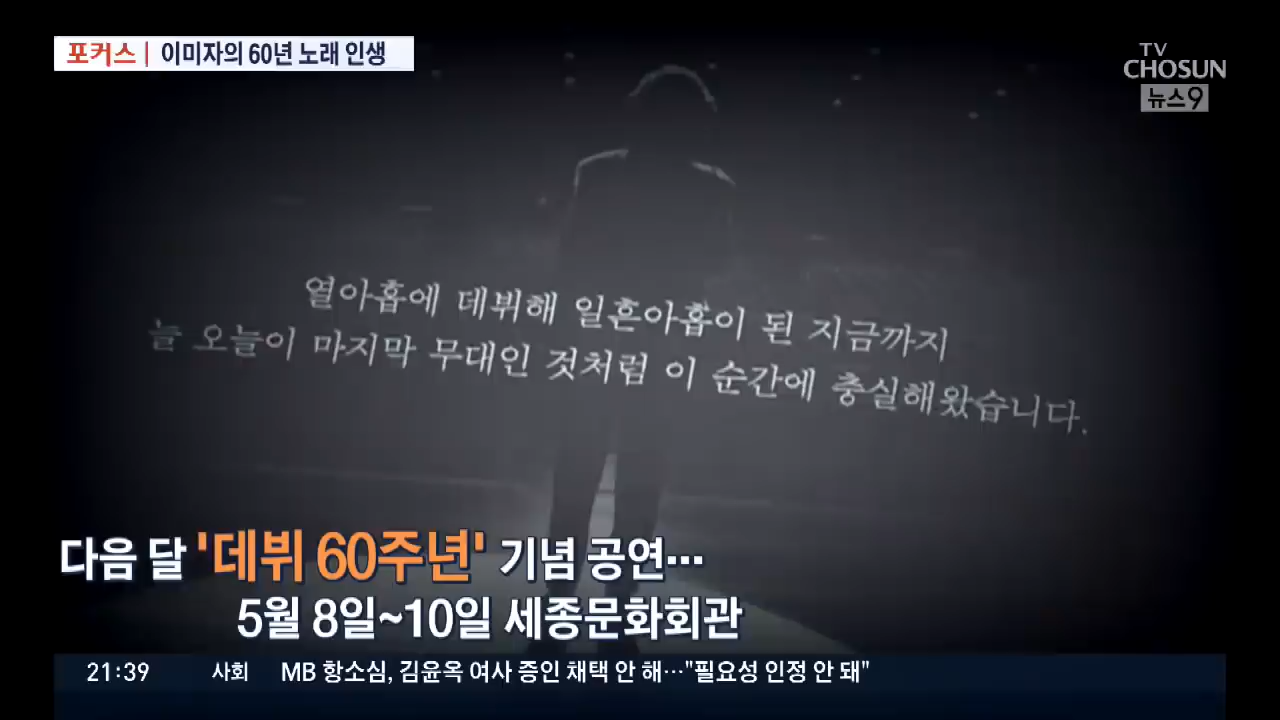 포커스 | 이미자의 60년 노래 인생
TV
CHOSUN
뉴스9
열아홉에 데뷔해 일흔아홉이 된 지금까지
늘 오늘이 마지막 무대인 것처럼 이 순간에 충실해왔습니다.
다음 달 '데뷔 60주년' 기념 공연…
5월 8일~10일 세종문화회관
21:39 사회 MB 항소심, 김윤옥 여사 증인 채택 안 해…"필요성 인정 안 돼"